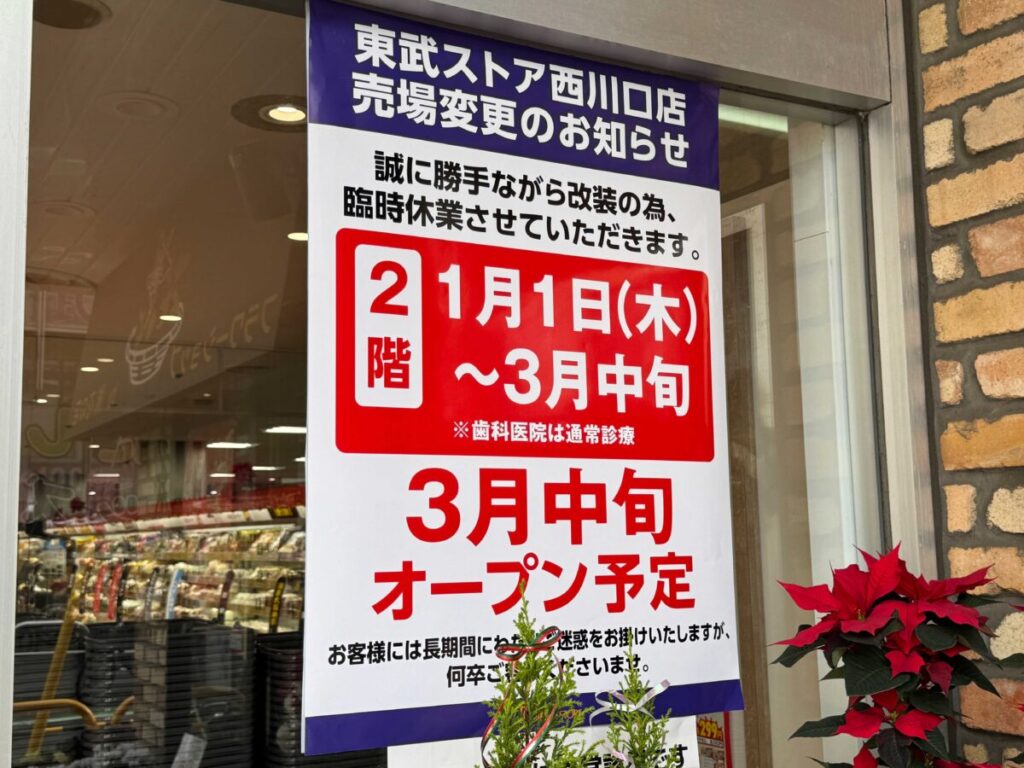 東武ストア西川口店
売場変更のお知らせ
誠に勝手ながら改装の為、
臨時休業させていただきます。
2階
1月1日(木)
～3月中旬
※歯科医院は通常診療
3月中旬
オープン予定
お客様には長期間にわ 迷惑をお掛けいたしますが、
何卒ご くださいませ。
299